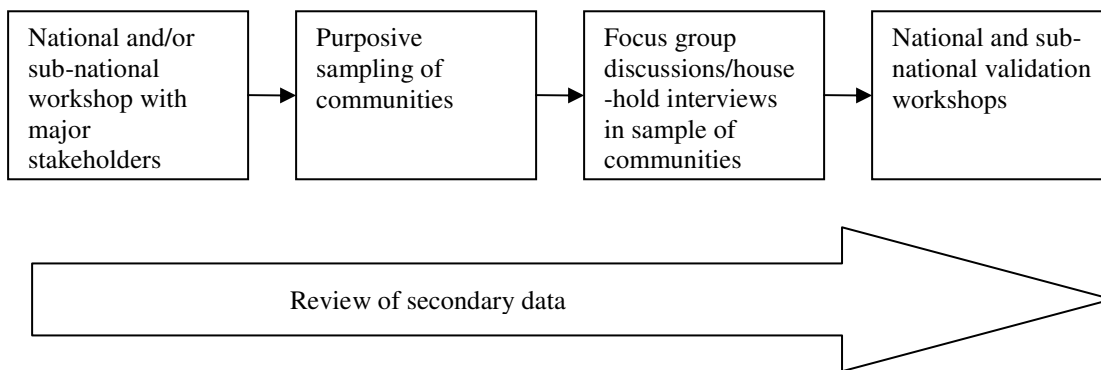 National and/or
sub-national
workshop with
major
stakeholders
Purposive
sampling of
communities
Focus group
discussions/house
-hold interviews
in sample of
communities
National and sub-
national validation
workshops
Review of secondary data